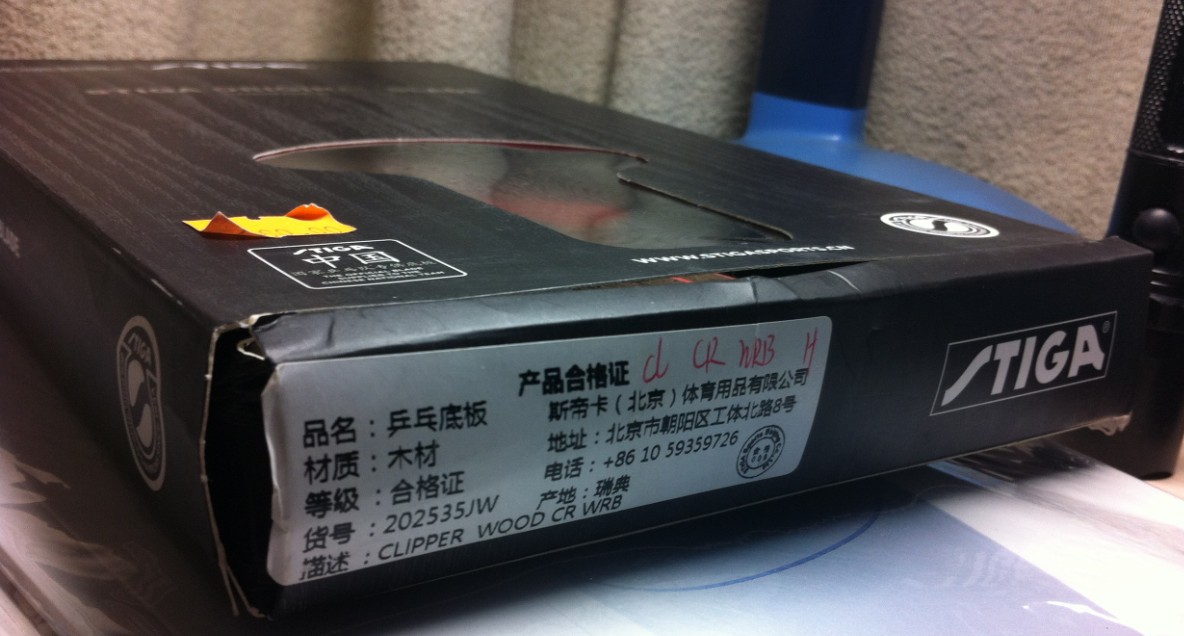 STIGA
中国
WWW.STIGASPORTS.CN
STIGA
STIGA®
产品合格证 cl CR WRB H
斯帝卡（北京）体育用品有限公司
地址：北京市朝阳区工体北路8号
电话：+86 10 59359726
产地：瑞典
品名：乒乓底板
材质：木材
等级：合格证
货号：202535JW
描述：CLIPPER WOOD CR WRB